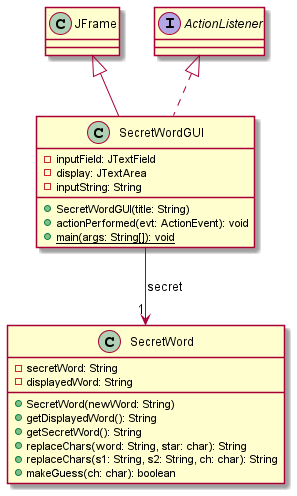 C JFrame
I ActionListener
C SecretWordGUI
inputField: JTextField
display: JTextArea
inputString: String
SecretWordGUI(title: String)
actionPerformed(evt: ActionEvent): void
main(args: String[]): void
secret
1
C SecretWord
secretWord: String
displayedWord: String
SecretWord(newWord: String)
getDisplayedWord(): String
getSecretWord(): String
replaceChars(word: String, star: char): String
replaceChars(s1: String, s2: String, ch: char): String
makeGuess(ch: char): boolean